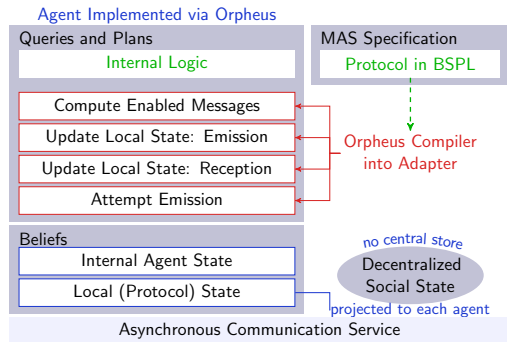 Agent Implemented via Orpheus
Queries and Plans
Internal Logic
MAS Specification
Protocol in BSPL
Compute Enabled Messages
Update Local State: Emission
Update Local State: Reception
Attempt Emission
Orpheus Compiler
into Adapter
Beliefs
Internal Agent State
Local (Protocol) State
no central store
Decentralized
Social State
projected to each agent
Asynchronous Communication Service